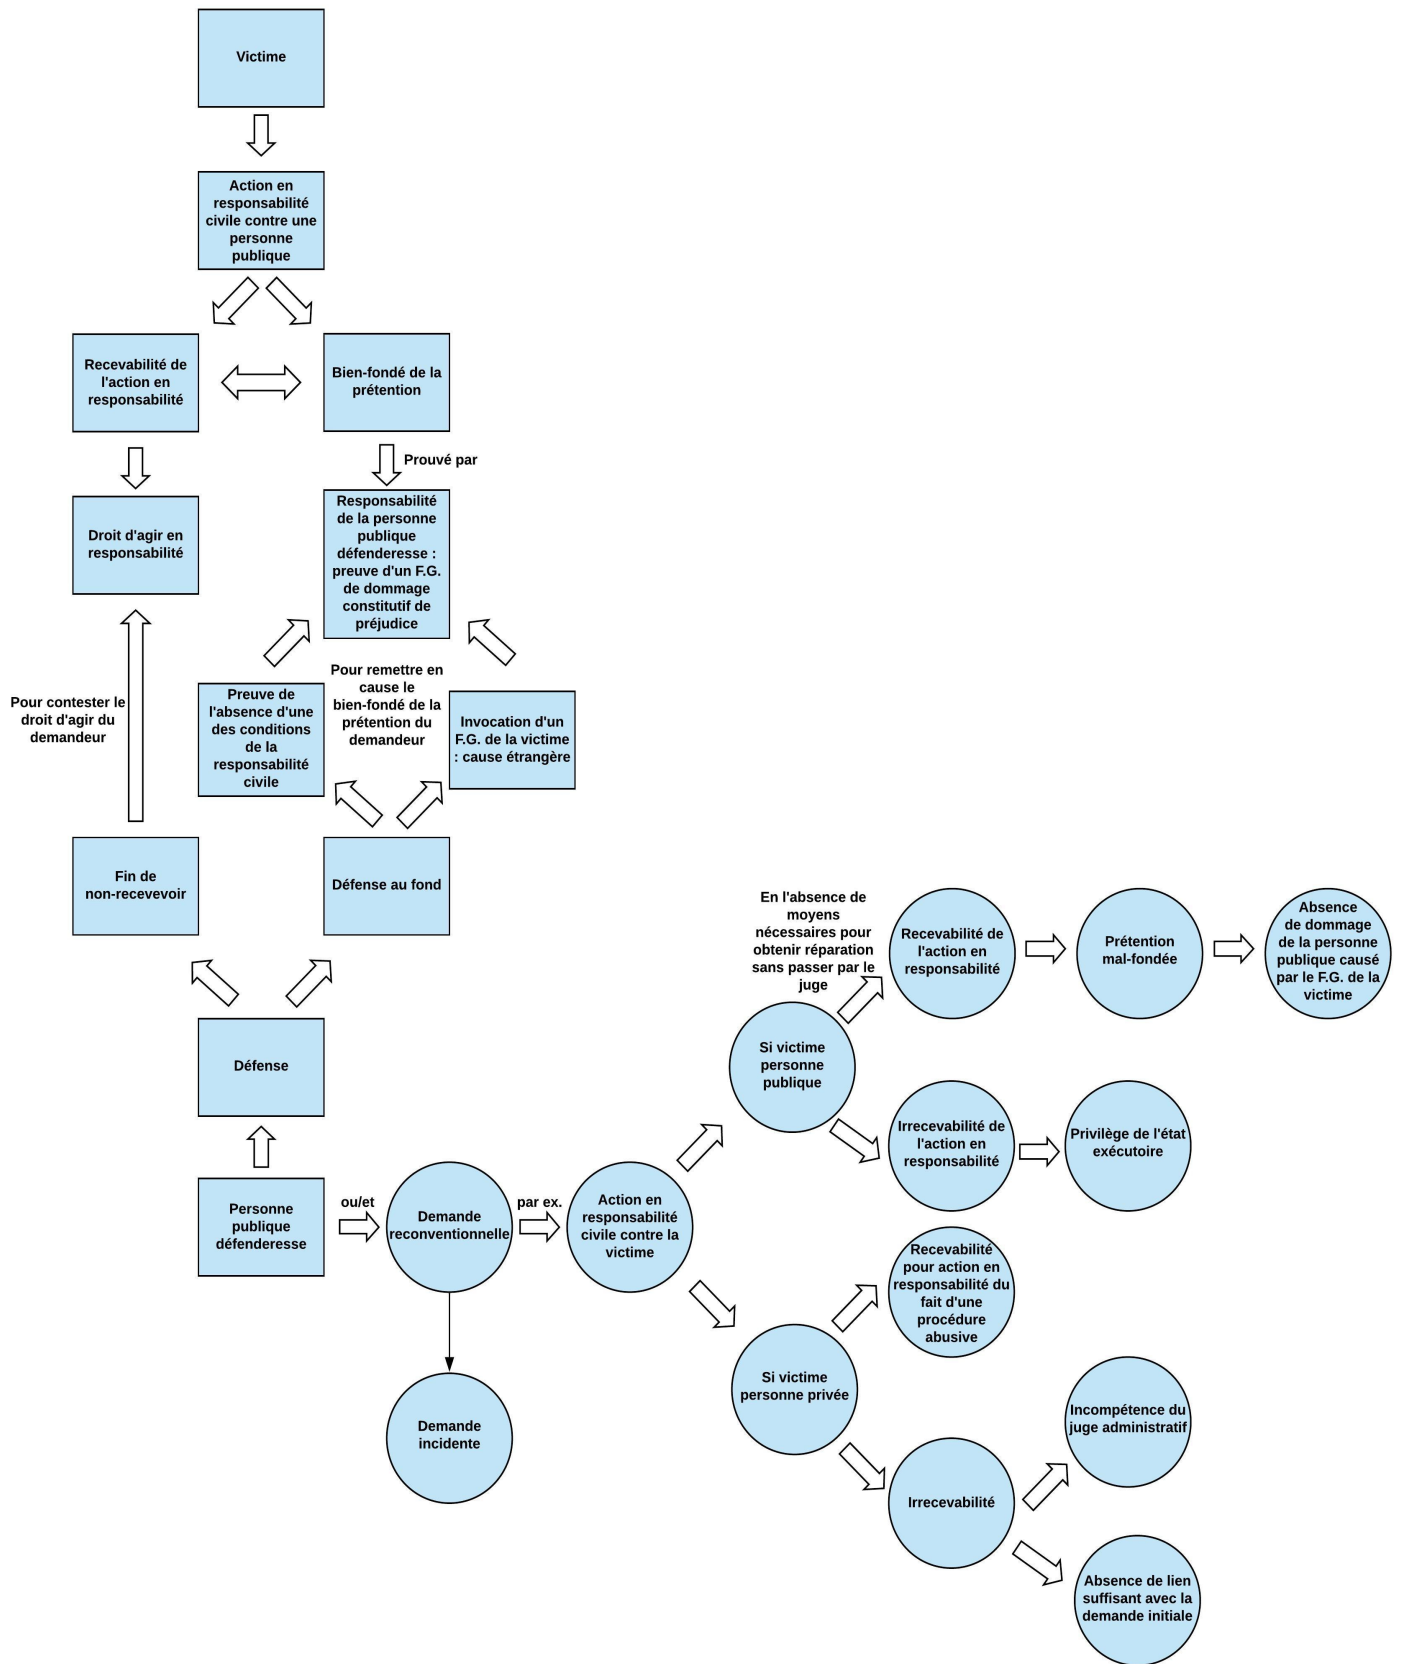 Victime
Action en
responsabilité
civile contre une
personne
publique
Recevabilité de
l'action en
responsabilité
Bien-fondé de la
prétention
Prouvé par
Droit d'agir en
responsabilité
Responsabilité
de la personne
publique
défenderesse :
preuve d'un F.G.
de dommage
constitutif de
préjudice
Pour contester le
droit d'agir du
demandeur
Preuve de
l'absence d'une
des conditions
de la
responsabilité
civile
Pour remettre en
cause le
bien-fondé de la
prétention du
demandeur
Invocation d'un
F.G. de la victime
: cause étrangère
Fin de
non-recevevoir
Défense au fond
Défense
Personne
publique
défenderesse
ou/et
Demande
reconventionnelle
par ex.
Action en
responsabilité
civile contre la
victime
Demande
incidente
Si victime
personne
publique
En l'absence de
moyens
nécessaires pour
obtenir réparation
sans passer par le
juge
Recevabilité de
l'action en
responsabilité
Prétention
mal-fondée
Absence
de dommage
de la personne
publique causé
par le F.G. de la
victime
Irrecevabilité de
l'action en
responsabilité
Privilège de l'état
exécutoire
Si victime
personne privée
Recevabilité
pour action en
responsabilité du
fait d'une
procédure
abusive
Irrecevabilité
Incompétence du
juge administratif
Absence de lien
suffisant avec la
demande initiale